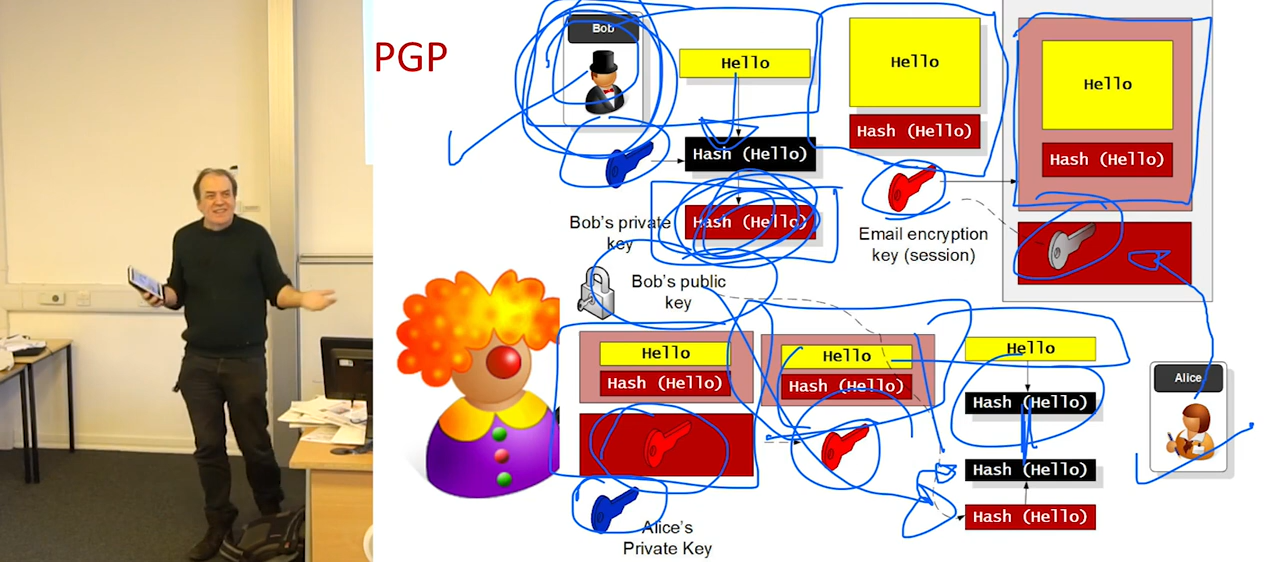 PGP
Bob
Hello
Hash (Hello)
Hash (Hello)
Bob's private
key
Hello
Hash (Hello)
Email encryption
key (session)
Hello
Hash (Hello)
Bob's public
key
Hello
Hash (Hello)
Hello
Hash (Hello)
Hello
Hash (Hello)
Hash (Hello)
Hash (Hello)
Alice
Alice's
Private Key